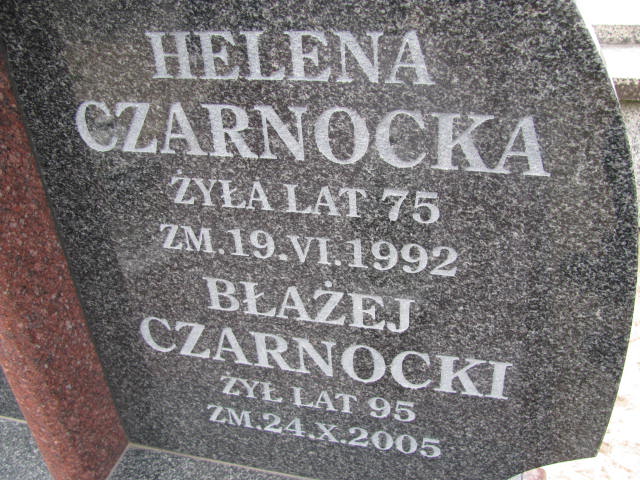 HELENA
CZARNOCKA
ŻYŁA LAT 75
ZM.19.VI.1992
BŁAŻEJ
CZARNOCKI
ŻYŁ LAT 95
ZM.24.X.2005